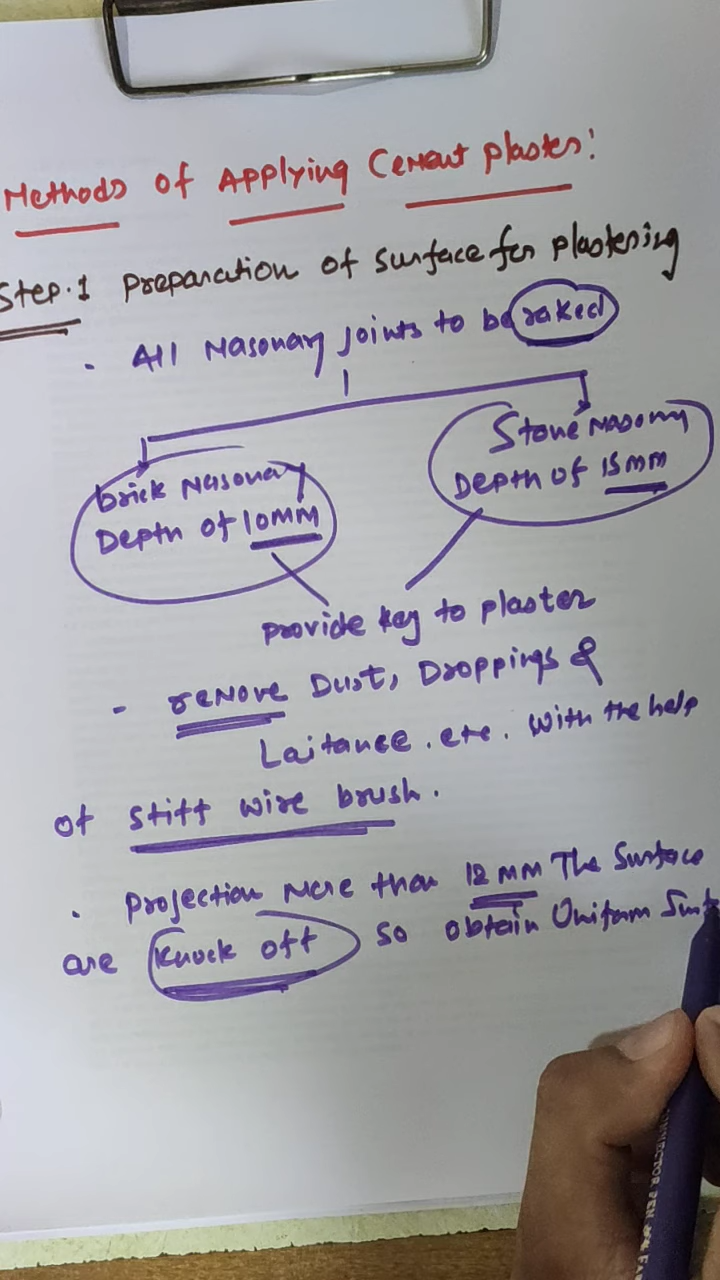 Methods of Applying Cement plaster:
Step.1 Preparation of surface for plastering
. All Masonary joints to be raked
Stone Masonry
Depth of 15MM
brick Masonary
Depth of 10MM
Provide key to plaster
- remove Dust, Droppings &
Laitance. etc. with the help
of stiff wire brush.
. Projection More than 12 MM The Surface
are Knock off so obtain Uniform